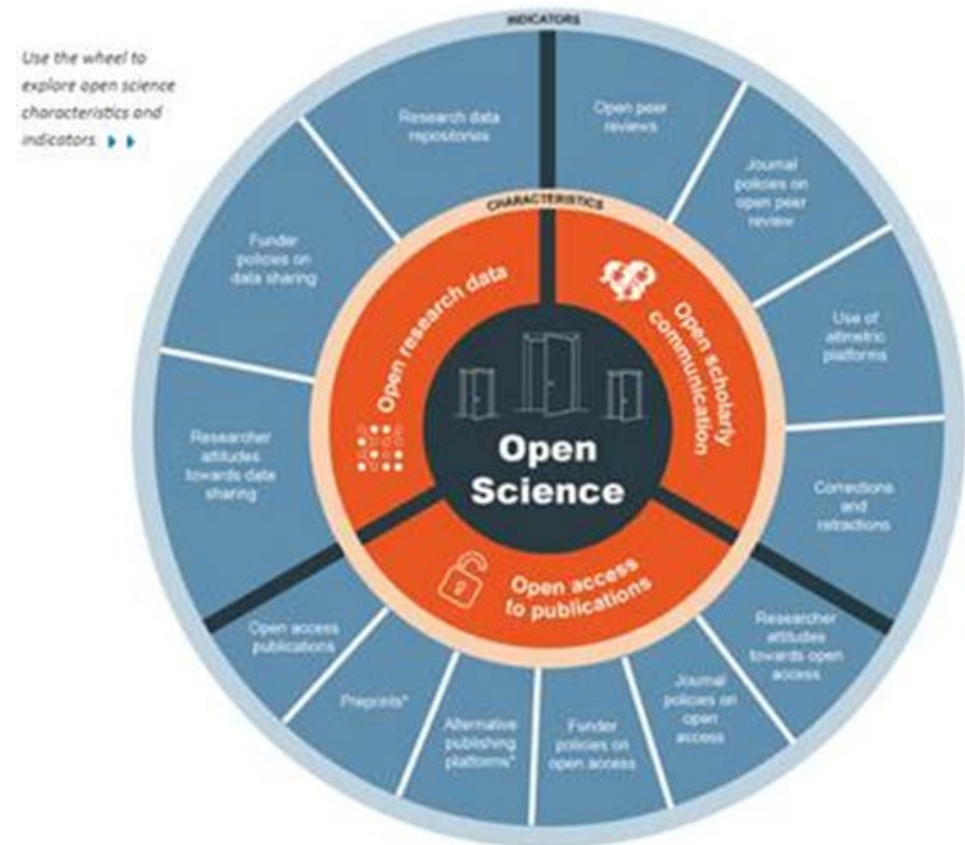 Use the wheel to
explore open science
characteristics and
indicators.
INDICATORS
Research data
repositories
Open peer
reviews
Journal
policies on
open peer
review
Funder
policies on
data sharing
Use of
altmetric
platforms
Researcher
attitudes
towards data
sharing
Corrections
and
retractions
CHARACTERISTICS
Open research data
Open scholarly
communication
Open
Science
Open access
to publications
Open access
publications
Preprints*
Alternative
publishing
platforms*
Funder
policies on
open access
Journal
policies on
open
access
Researcher
attitudes
towards open
access